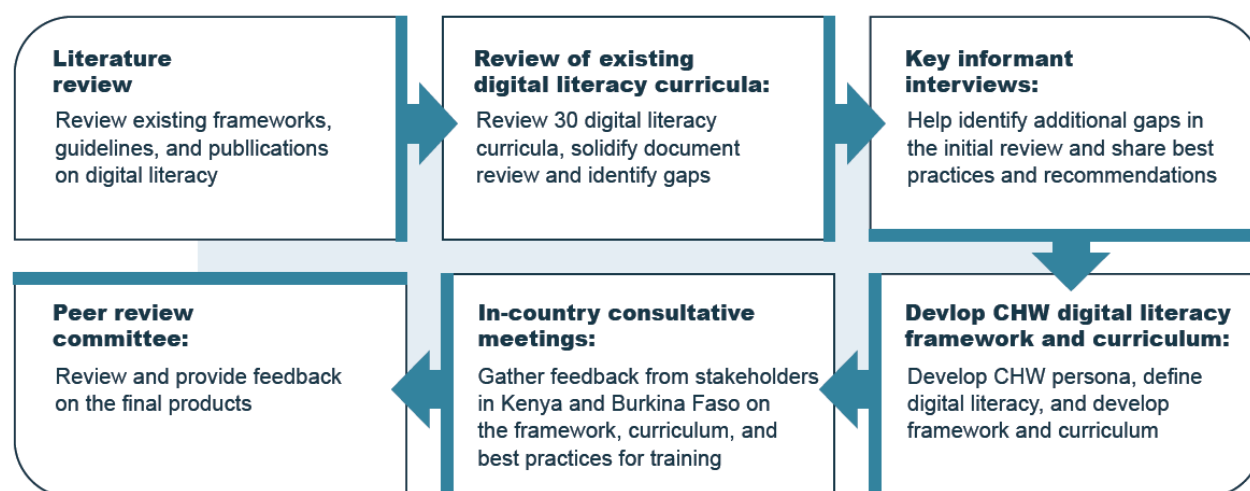 Literature
review
Review existing frameworks,
guidelines, and publlications
on digital literacy
Review of existing
digital literacy curricula:
Review 30 digital literacy
curricula, solidify document
review and identify gaps
Key informant
interviews:
Help identify additional gaps in
the initial review and share best
practices and recommendations
Devlop CHW digital literacy
framework and curriculum:
Develop CHW persona, define
digital literacy, and develop
framework and curriculum
In-country consultative
meetings:
Gather feedback from stakeholders
in Kenya and Burkina Faso on
the framework, curriculum, and
best practices for training
Peer review
committee:
Review and provide feedback
on the final products